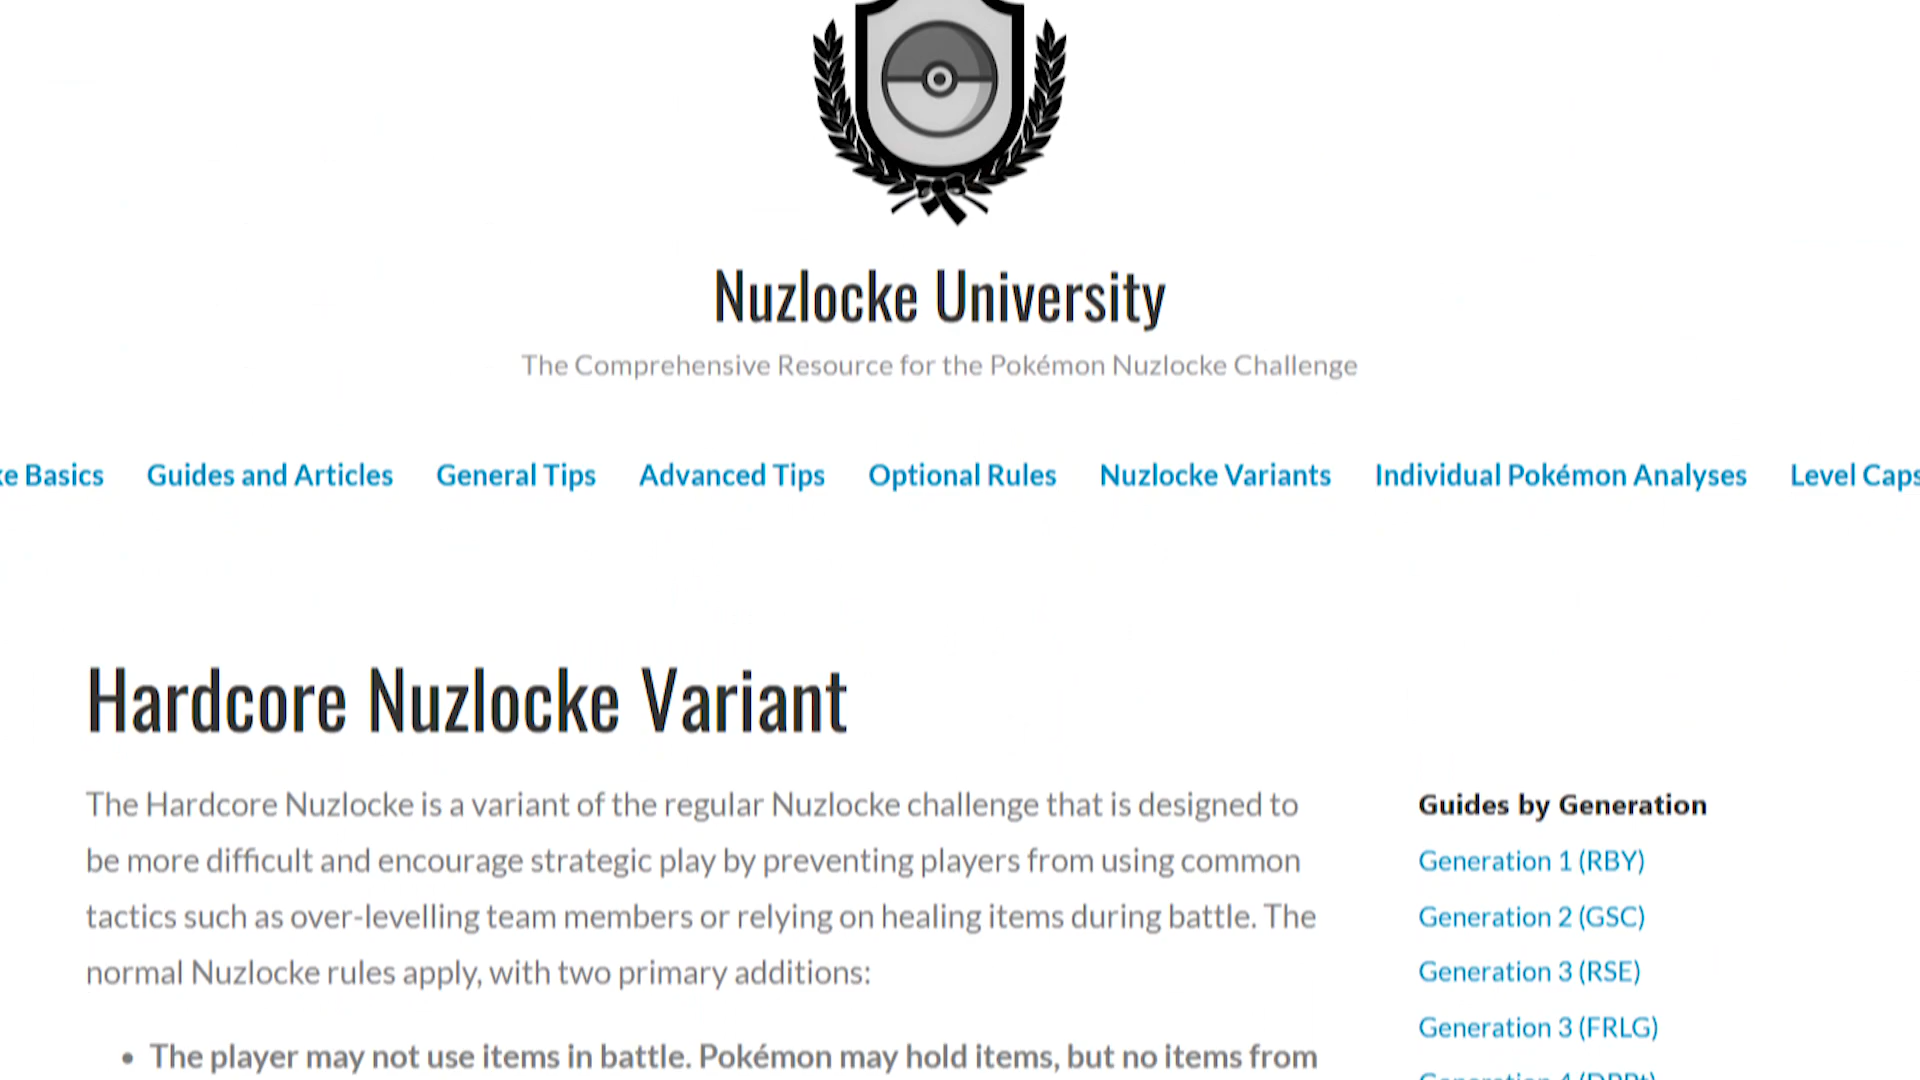 Nuzlocke University
The Comprehensive Resource for the Pokémon Nuzlocke Challenge
Basics Guides and Articles General Tips Advanced Tips Optional Rules Nuzlocke Variants Individual Pokémon Analyses Level Caps
Hardcore Nuzlocke Variant
The Hardcore Nuzlocke is a variant of the regular Nuzlocke challenge that is designed to
be more difficult and encourage strategic play by preventing players from using common
tactics such as over-levelling team members or relying on healing items during battle. The
normal Nuzlocke rules apply, with two primary additions:
• The player may not use items in battle. Pokémon may hold items, but no items from
Guides by Generation
Generation 1 (RBY)
Generation 2 (GSC)
Generation 3 (RSE)
Generation 3 (FRLG)